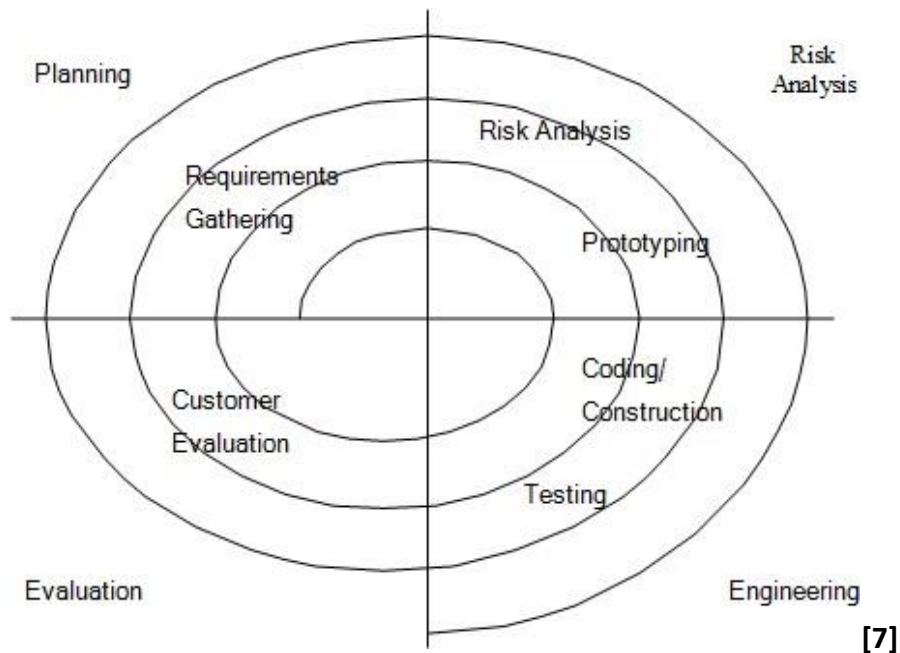 Planning
Risk
Analysis
Risk Analysis
Requirements
Gathering
Prototyping
Coding/
Construction
Customer
Evaluation
Testing
Evaluation
Engineering
[7]